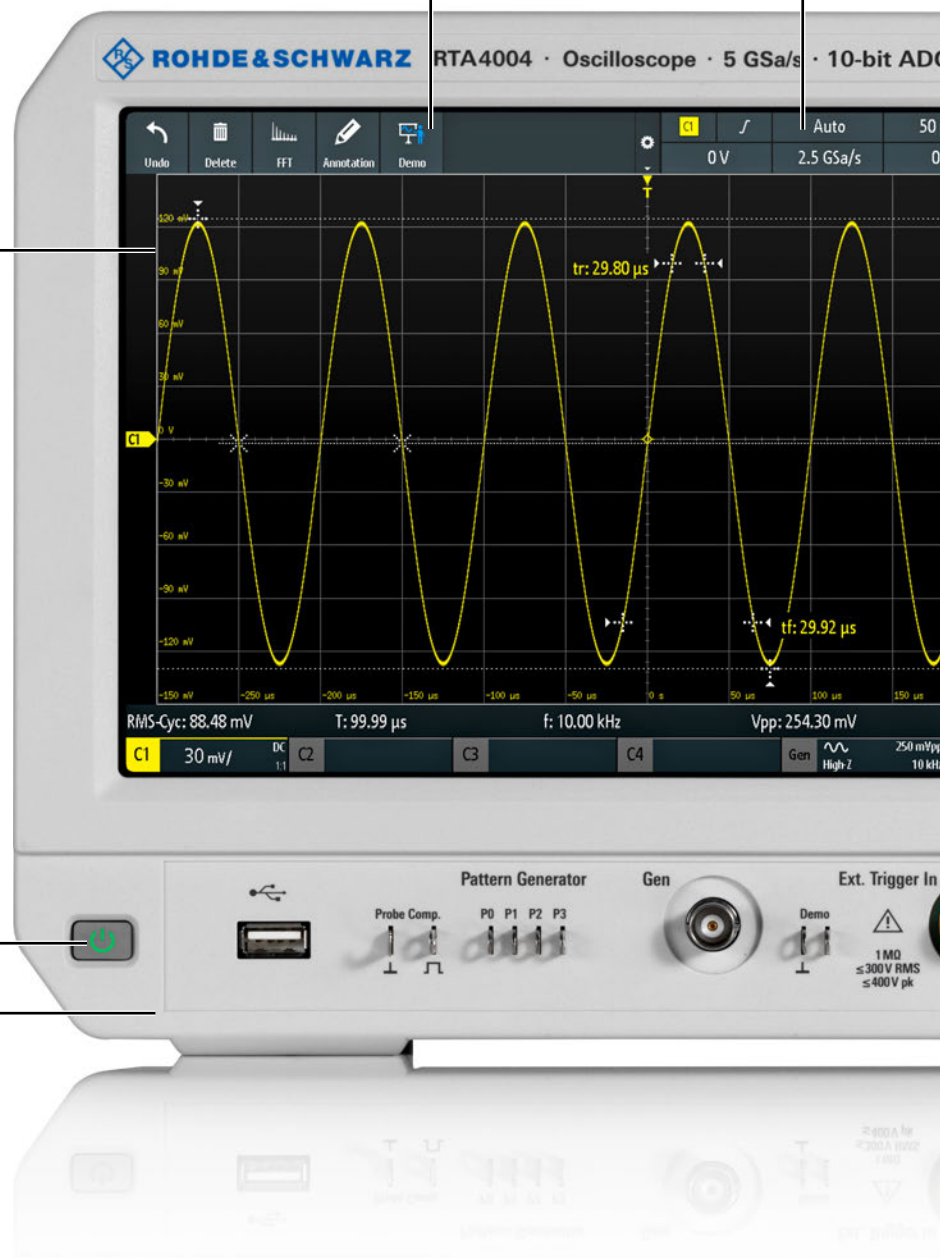 R&S ROHDE&SCHWARZ RTA4004 · Oscilloscope · 5 GSa/s · 10-bit ADC
C1 Auto 50
Undo Delete FFT Annotation Demo
0 V 2.5 GSa/s 0
T
120 mV
90 mV
tr: 29.80 µs
60 mV
30 mV
C1 0 V
-30 mV
-60 mV
-90 mV
tf: 29.92 µs
-120 mV
-150 mV -250 µs -200 µs -150 µs -100 µs -50 µs 0 s 50 µs 100 µs 150 µs
RMS-Cyc: 88.48 mV T: 99.99 µs f: 10.00 kHz Vpp: 254.30 mV
C1 30 mV/ DC 1:1 C2 C3 C4 Gen High-Z 250 mVpp 10 kHz
Pattern Generator Gen Ext. Trigger In
Probe Comp. P0 P1 P2 P3 Demo
1 MΩ
≤300 V RMS
≤400 V pk